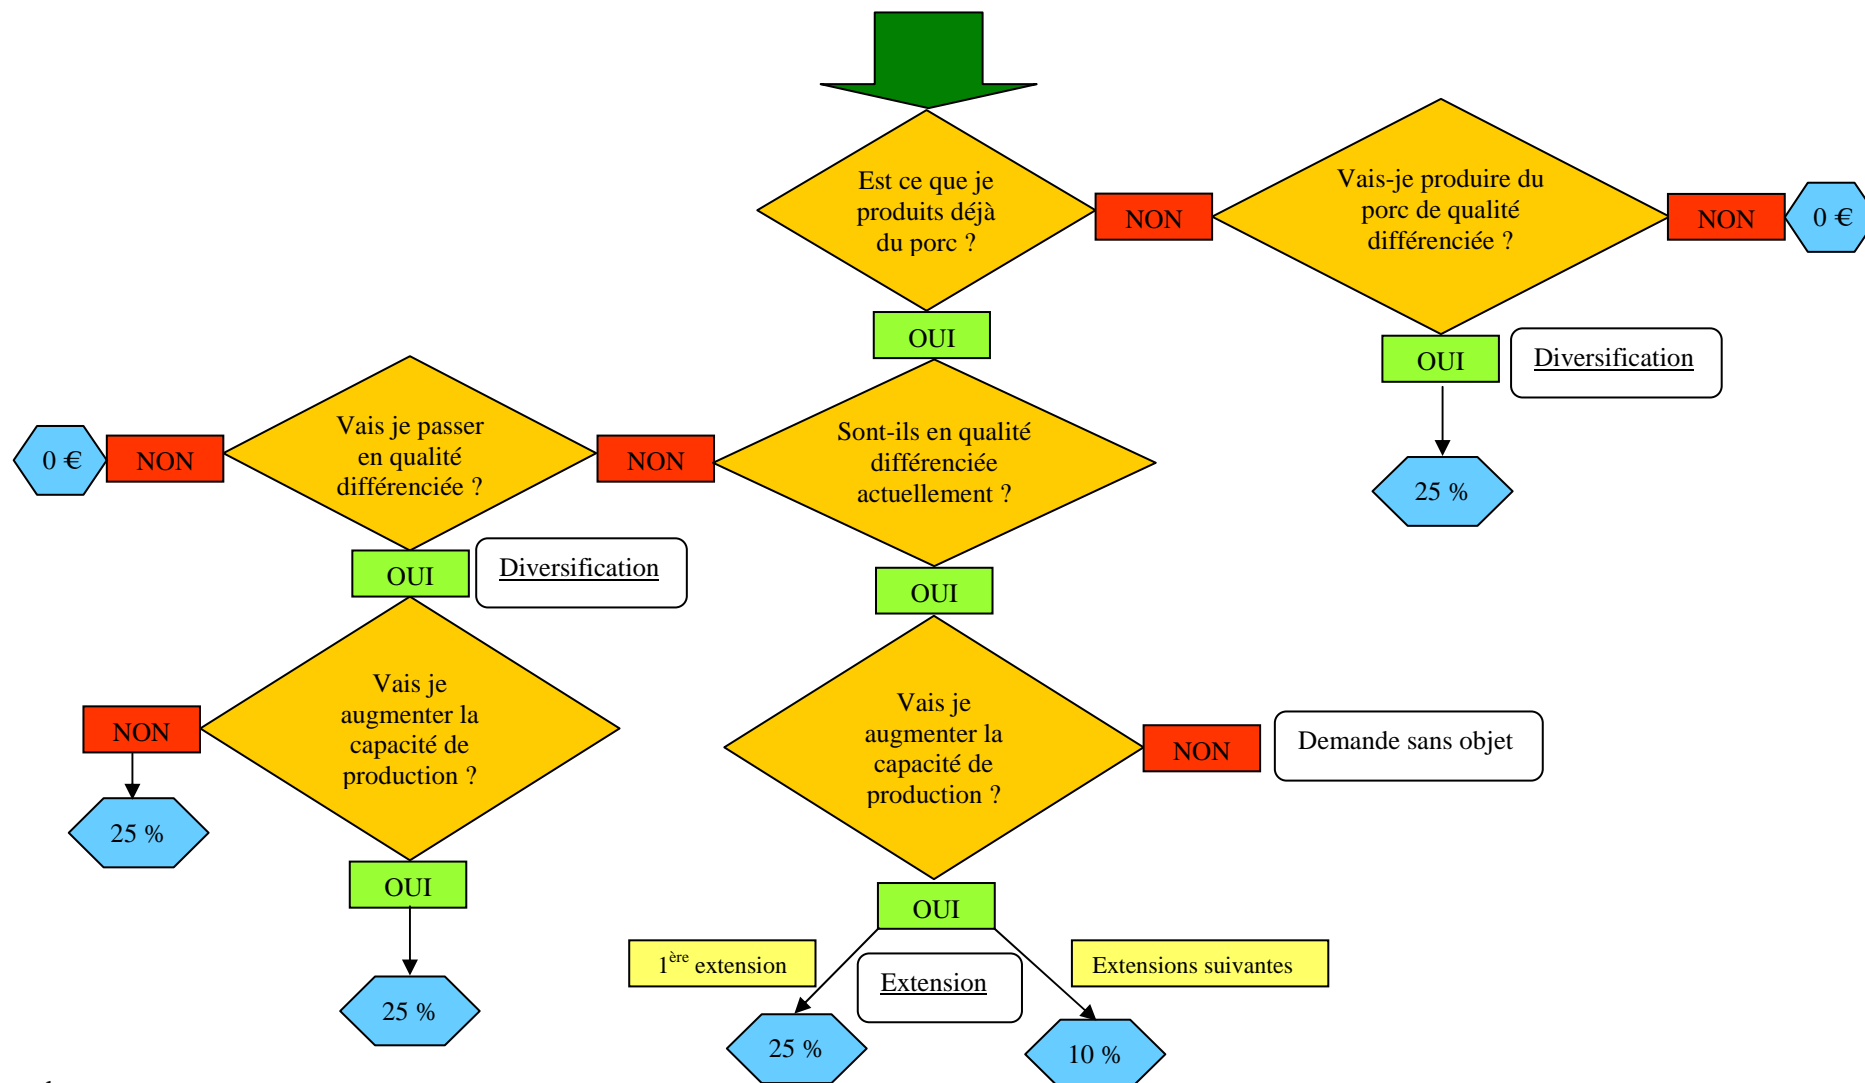 Est ce que je
produits déjà
du porc ?
NON
Vais-je produire du
porc de qualité
différenciée ?
NON
0 €
OUI
OUI
Diversification
0 €
NON
Vais je passer
en qualité
différenciée ?
NON
Sont-ils en qualité
différenciée
actuellement ?
25 %
OUI
Diversification
OUI
NON
Vais je
augmenter la
capacité de
production ?
Vais je
augmenter la
capacité de
production ?
NON
Demande sans objet
25 %
OUI
OUI
1ère extension
Extension
Extensions suivantes
25 %
25 %
10 %